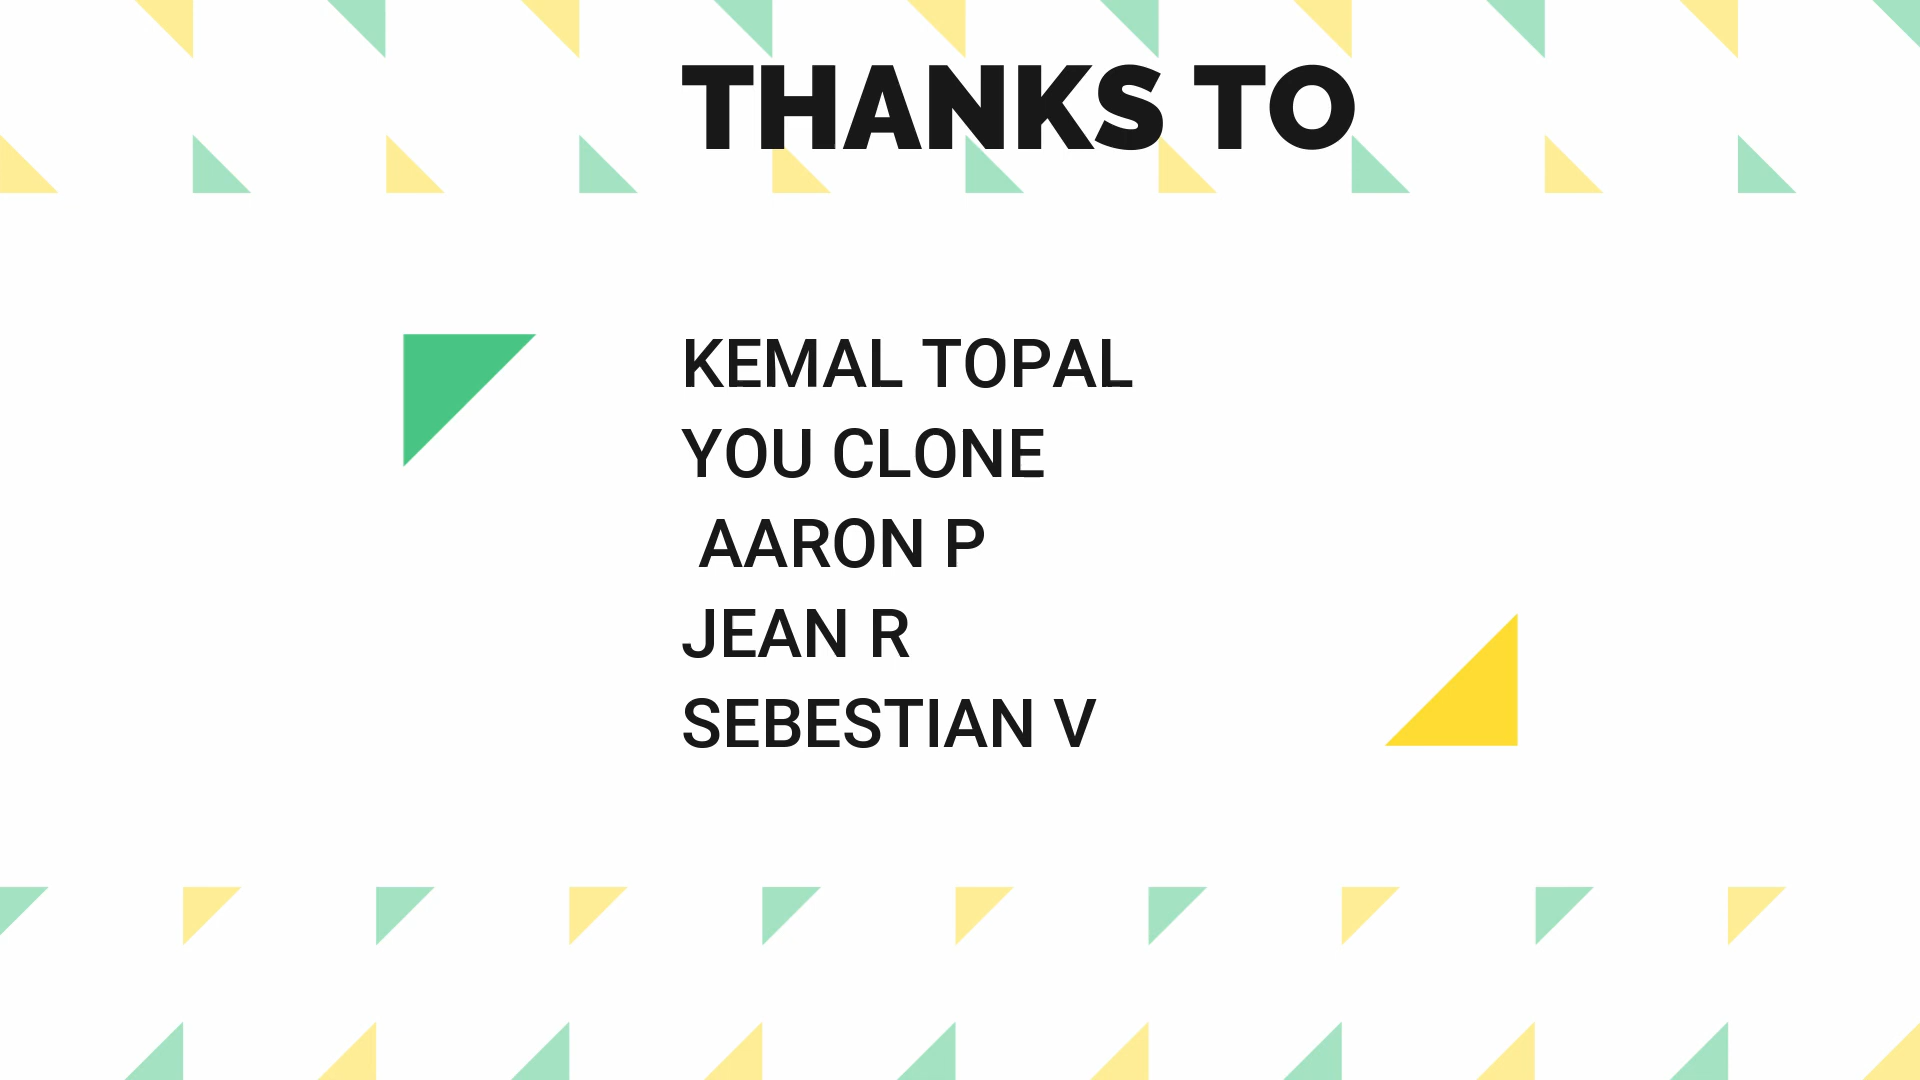 THANKS TO
KEMAL TOPAL
YOU CLONE
AARON P
JEAN R
SEBESTIAN V